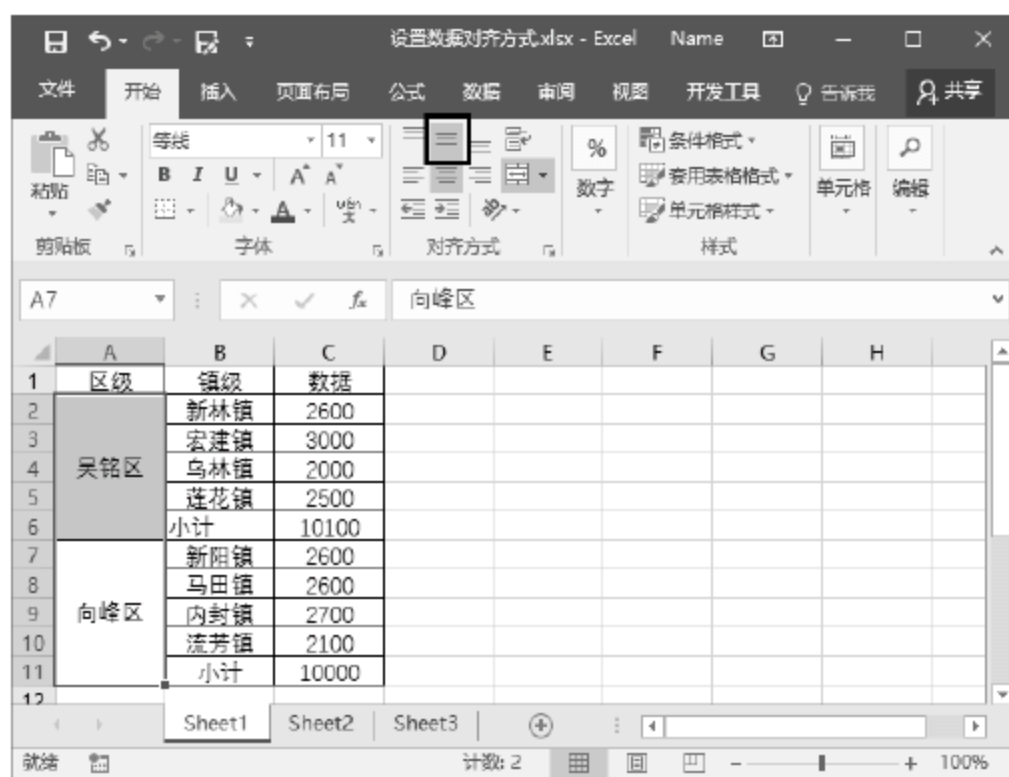 设置数据对齐方式.xlsx - Excel Name
文件 开始 插入 页面布局 公式 数据 审阅 视图 开发工具 告诉我 共享
等线 11 % 条件格式
粘贴 B I U A A 数字 套用表格格式 单元格 编辑
A wén 文 单元格样式
剪贴板 字体 对齐方式 样式
A7 fx 向峰区
A B C D E F G H
1 区级 镇级 数据
2 新林镇 2600
3 宏建镇 3000
4 吴铭区 乌林镇 2000
5 莲花镇 2500
6 小计 10100
7 新阳镇 2600
8 马田镇 2600
9 向峰区 内封镇 2700
10 流芳镇 2100
11 小计 10000
12
Sheet1 Sheet2 Sheet3
就绪 计数: 2 100%